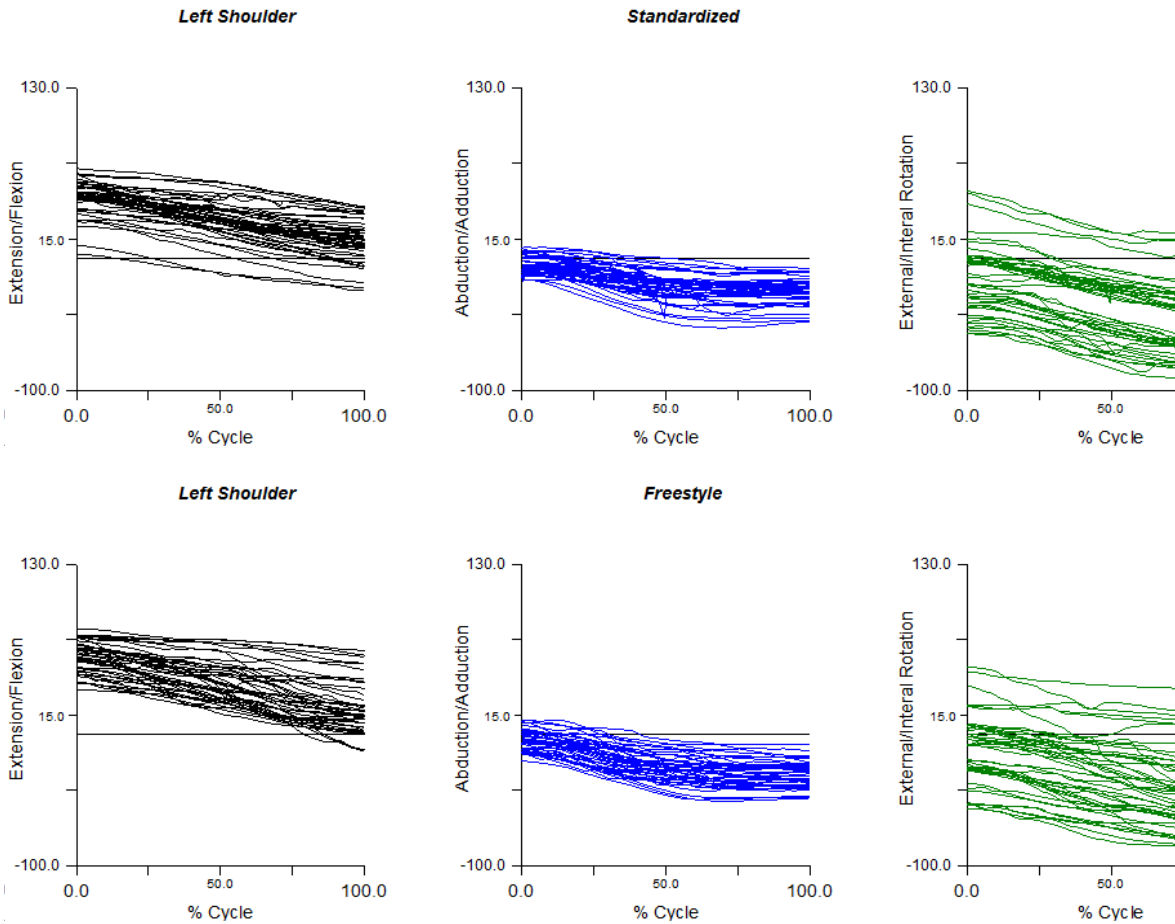 Left Shoulder
Standardized
130.0
15.0
-100.0
Extension/Flexion
0.0
50.0
100.0
% Cycle
130.0
15.0
-100.0
Abduction/Adduction
0.0
50.0
100.0
% Cycle
130.0
15.0
-100.0
External/Interal Rotation
0.0
50.0
% Cycle
Left Shoulder
Freestyle
130.0
15.0
-100.0
Extension/Flexion
0.0
50.0
100.0
% Cycle
130.0
15.0
-100.0
Abduction/Adduction
0.0
50.0
100.0
% Cycle
130.0
15.0
-100.0
External/Interal Rotation
0.0
50.0
% Cycle